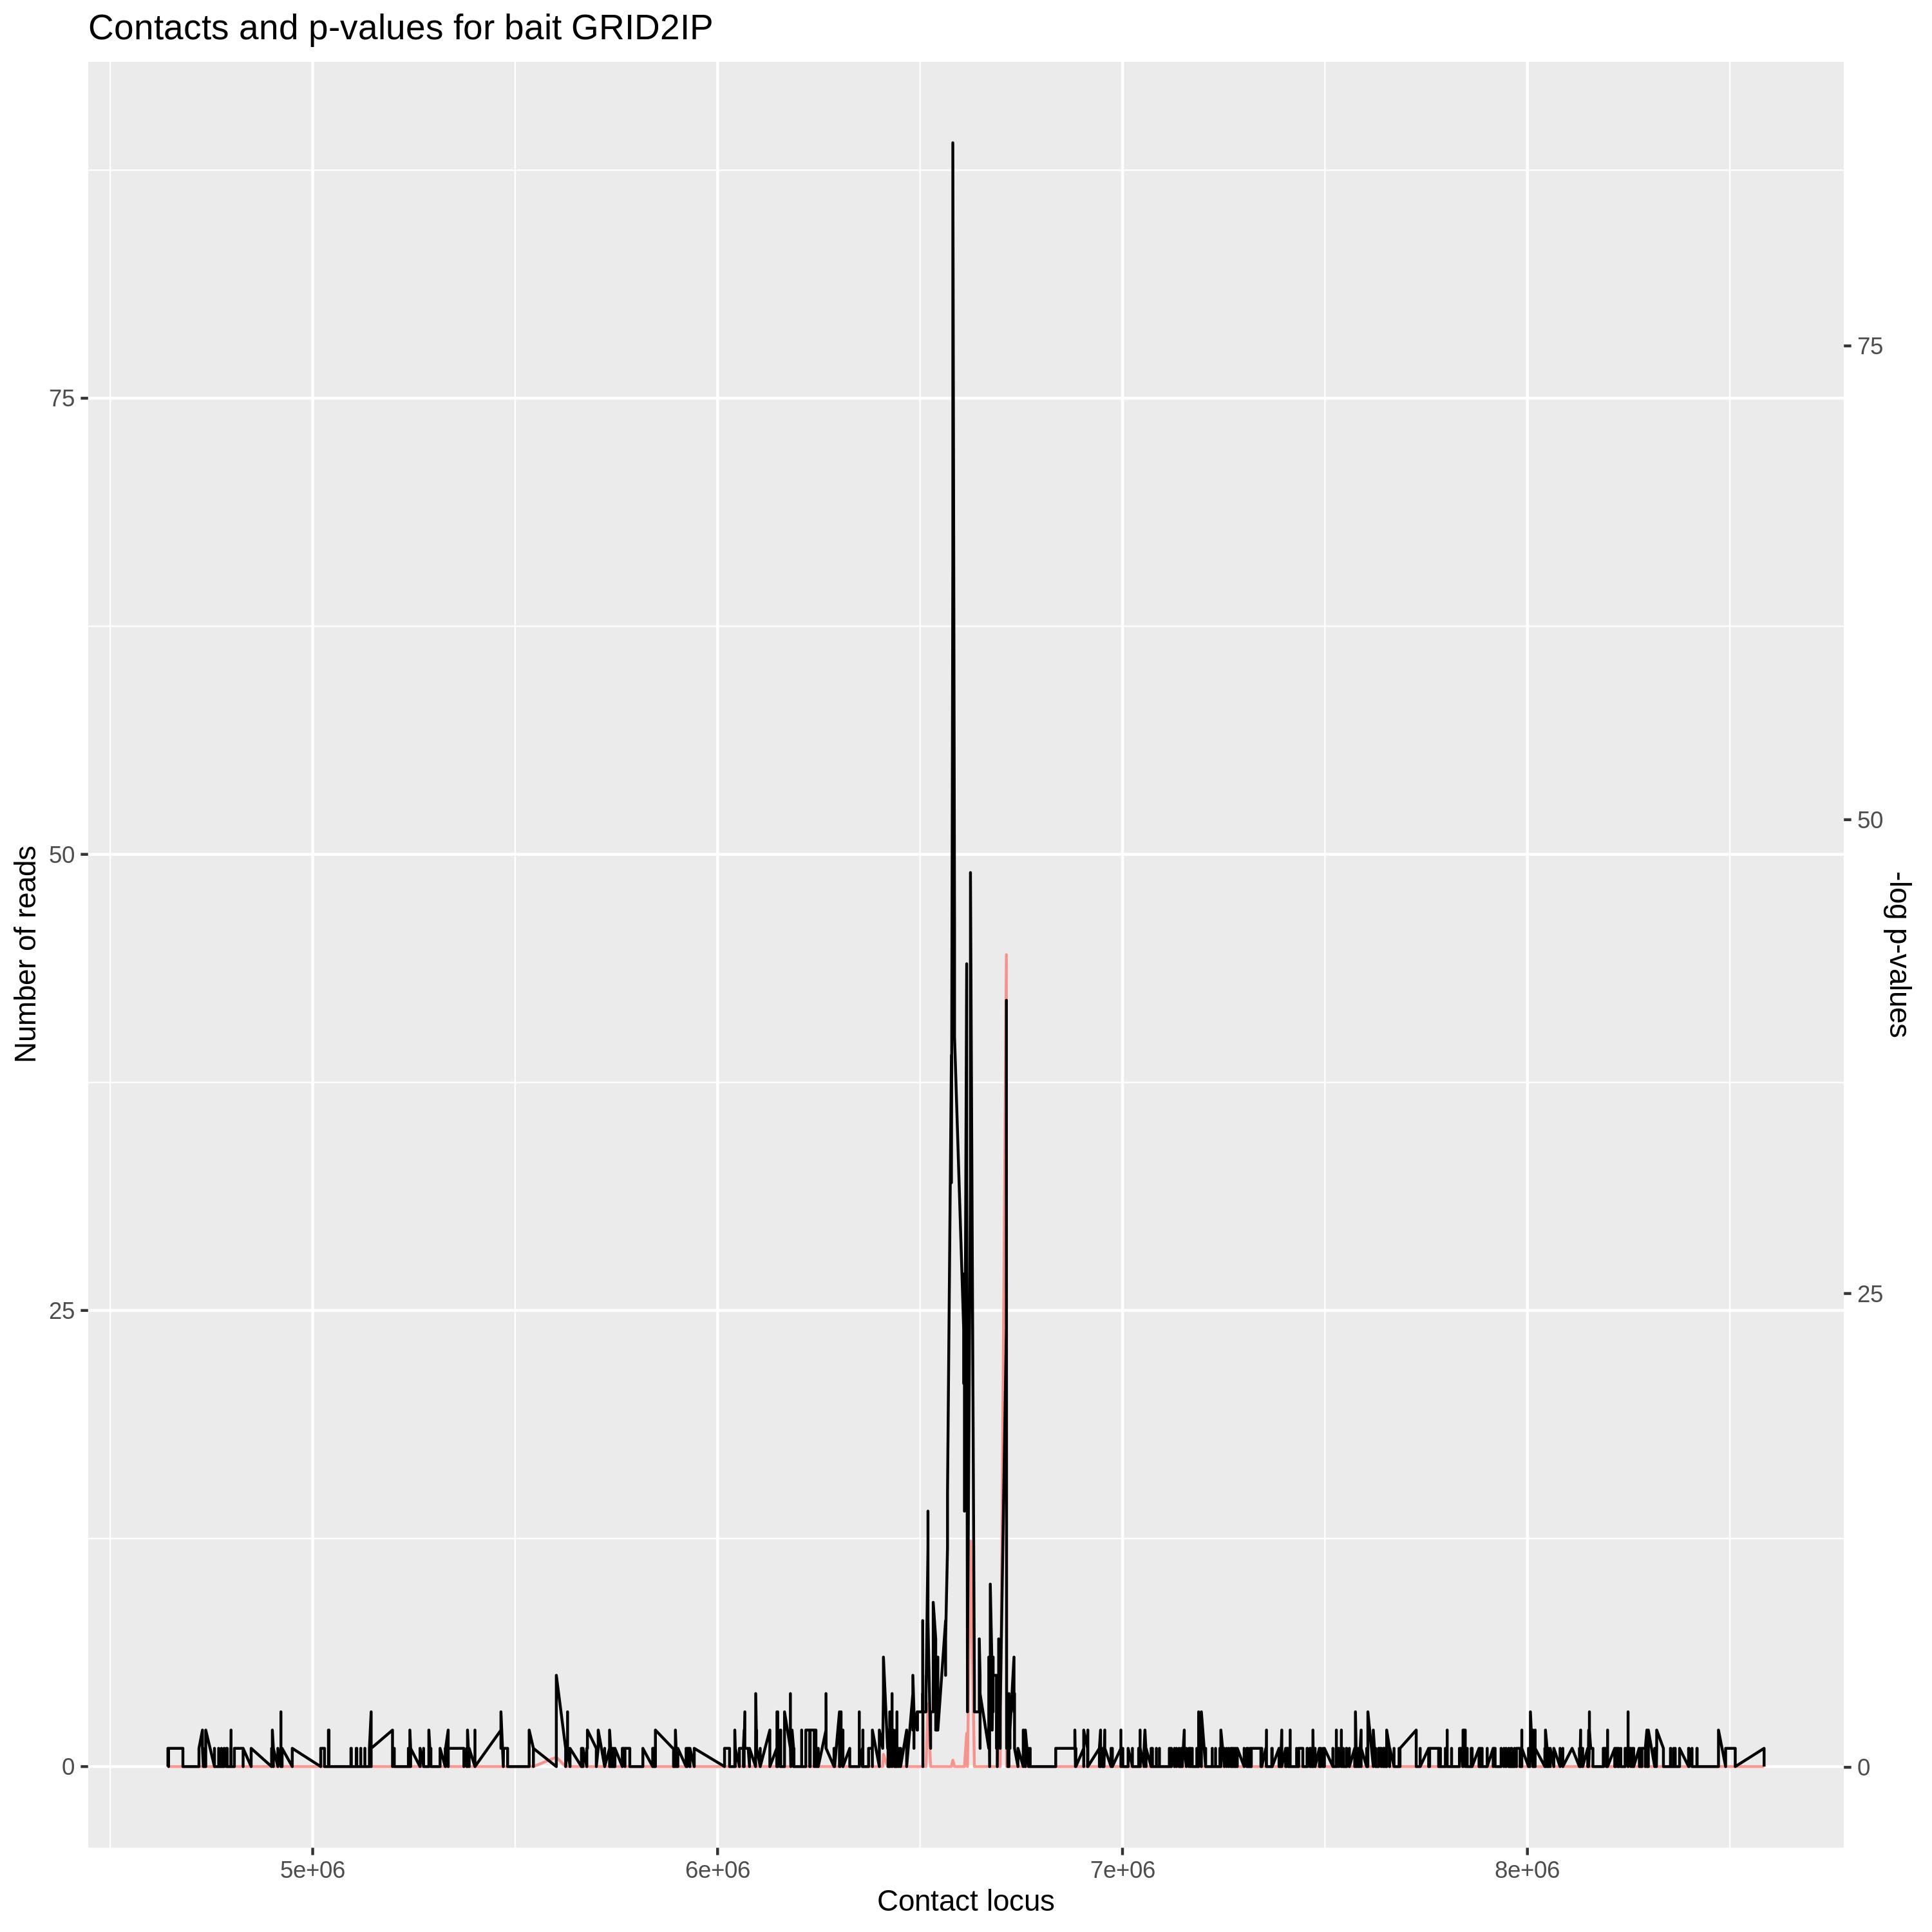 Contacts and p-values for bait GRID2IP
Number of reads
75
50
25
0
75
50
25
0
-log p-values
5e+06
6e+06
7e+06
8e+06
Contact locus